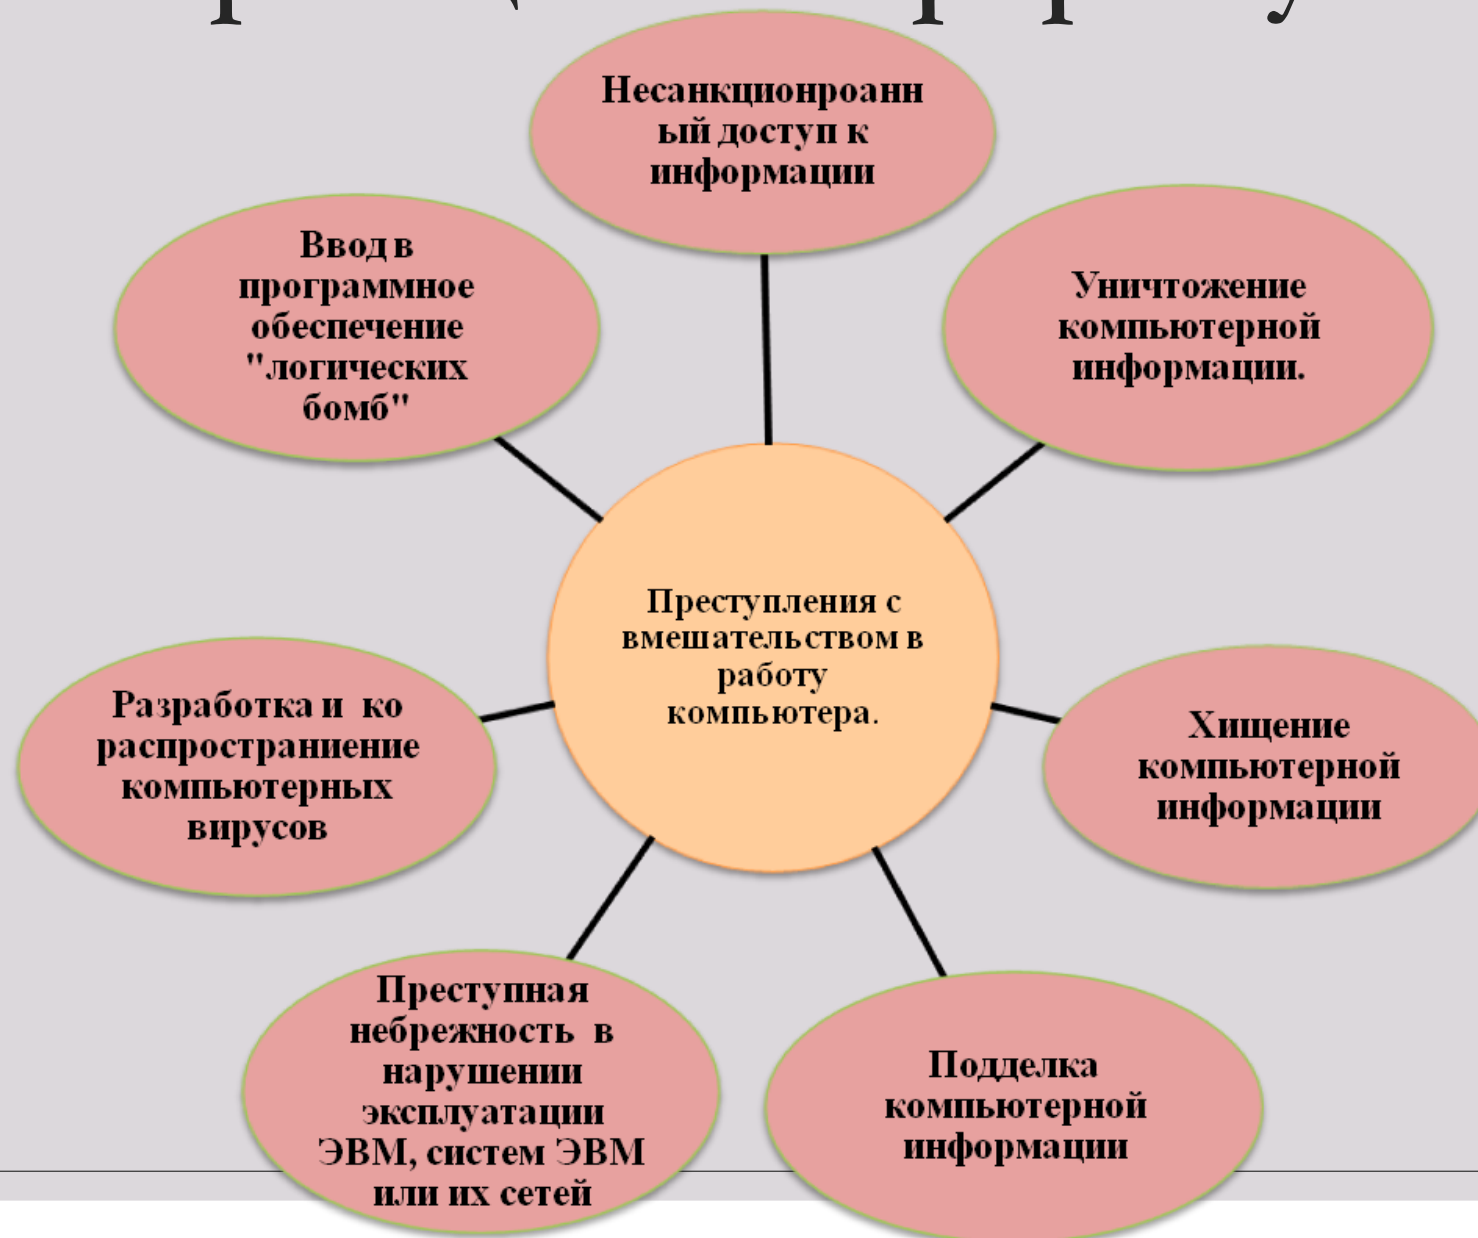 Несанкционроанн
ый доступ к
информации
Ввод в
программное
обеспечение
"логических
бомб"
Уничтожение
компьютерной
информации.
Преступления с
вмешательством в
работу
компьютера.
Разработка и ко
распространиение
компьютерных
вирусов
Хищение
компьютерной
информации
Преступная
небрежность в
нарушении
эксплуатации
ЭВМ, систем ЭВМ
или их сетей
Подделка
компьютерной
информации